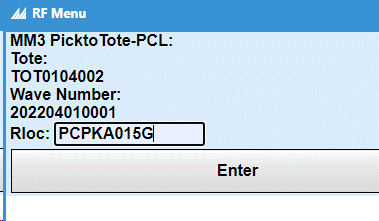 RF Menu
MM3 PicktoTote-PCL:
Tote:
TOT0104002
Wave Number:
202204010001
Rloc: PCPKA015G
Enter